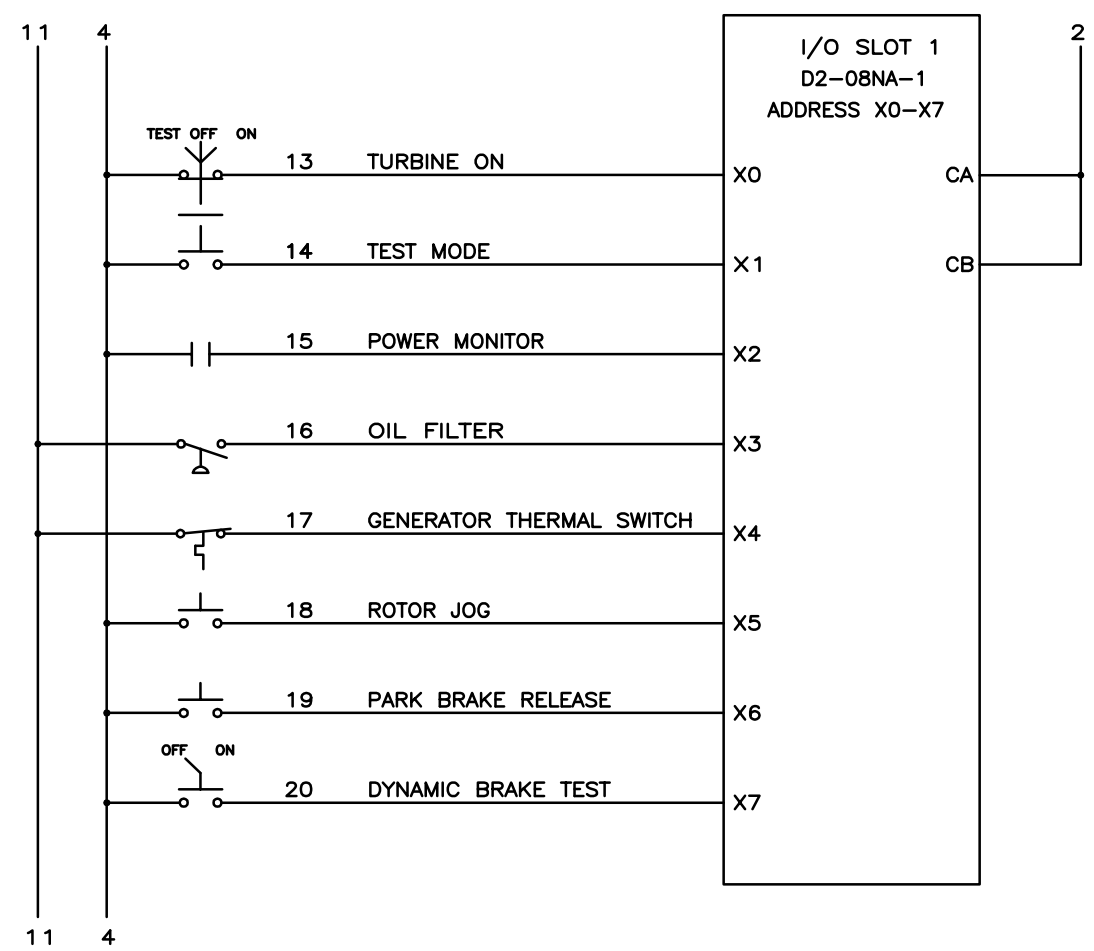 11 4 2
I/O SLOT 1
D2-08NA-1
ADDRESS X0-X7
TEST OFF ON
13 TURBINE ON X0 CA
14 TEST MODE X1 CB
15 POWER MONITOR X2
16 OIL FILTER X3
17 GENERATOR THERMAL SWITCH X4
18 ROTOR JOG X5
19 PARK BRAKE RELEASE X6
OFF ON
20 DYNAMIC BRAKE TEST X7
11 4